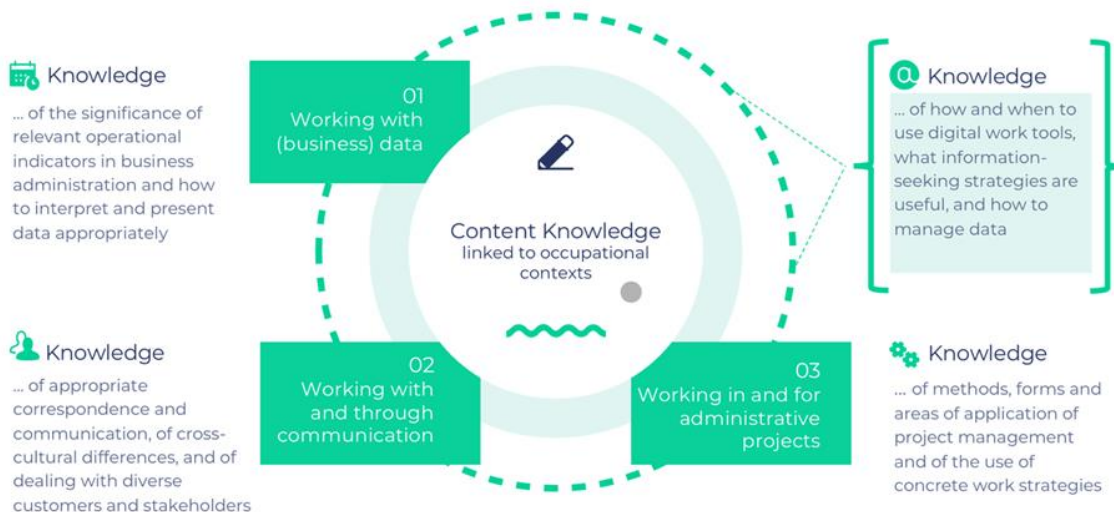 Knowledge
... of the significance of
relevant operational
indicators in business
administration and how
to interpret and present
data appropriately
01
Working with
(business) data
Content Knowledge
linked to occupational
contexts
@ Knowledge
... of how and when to
use digital work tools,
what information-
seeking strategies are
useful, and how to
manage data
Knowledge
... of appropriate
correspondence and
communication, of cross-
cultural differences, and of
dealing with diverse
customers and stakeholders
02
Working with
and through
communication
03
Working in and for
administrative
projects
Knowledge
... of methods, forms and
areas of application of
project management
and of the use of
concrete work strategies